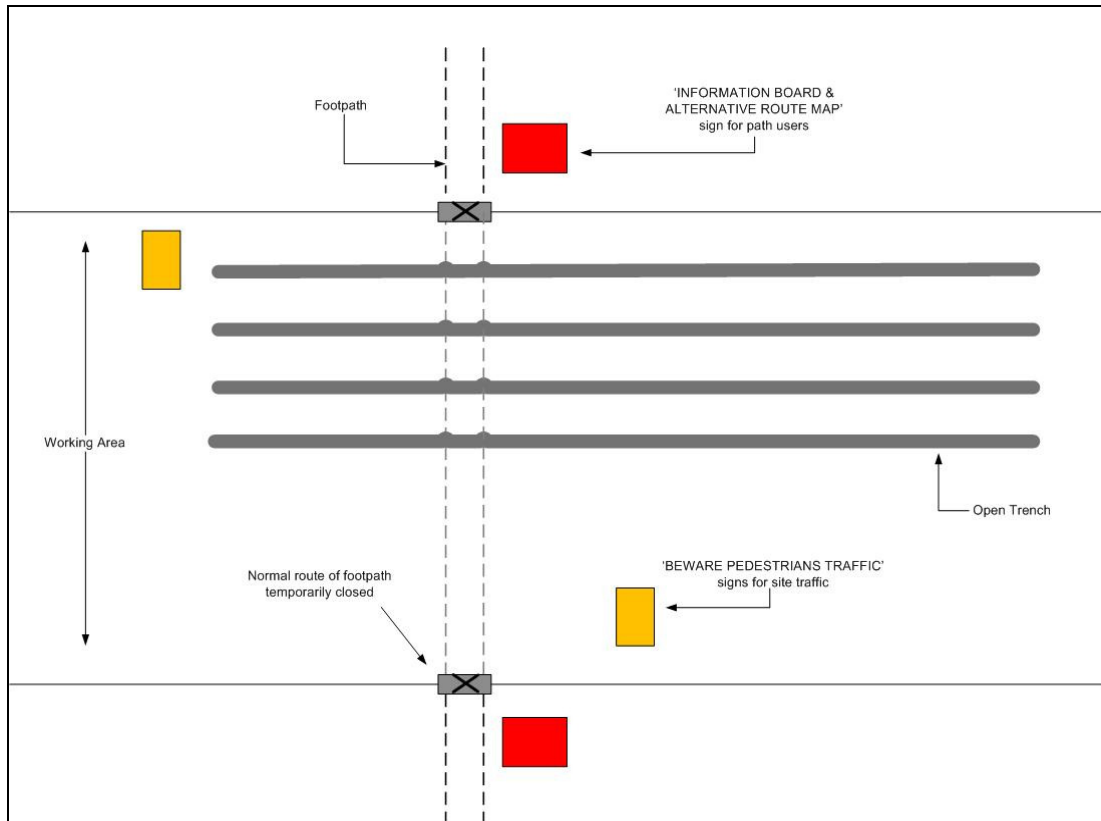 'INFORMATION BOARD &
ALTERNATIVE ROUTE MAP'
sign for path users
Footpath
Working Area
Open Trench
Normal route of footpath
temporarily closed
'BEWARE PEDESTRIANS TRAFFIC'
signs for site traffic